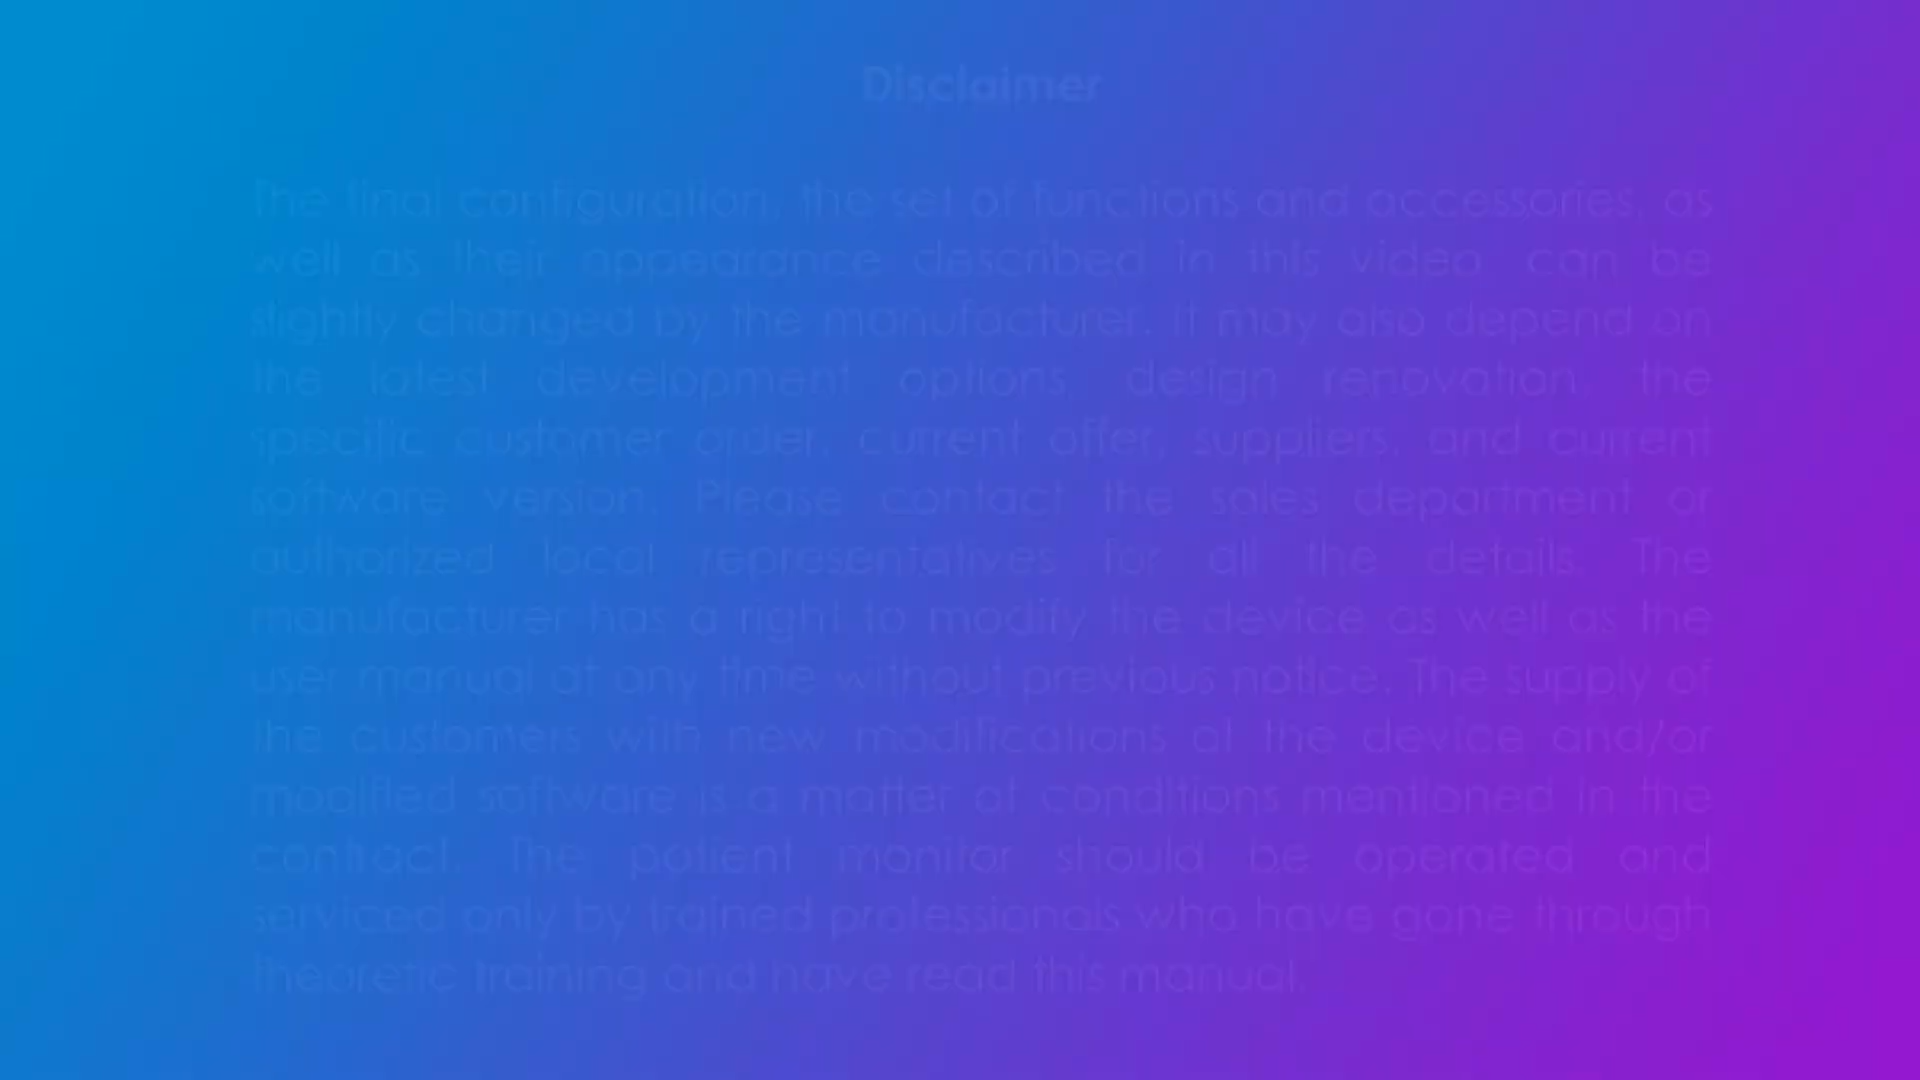 Disclaimer
The final configuration, the set of functions and accessories, as
well as their appearance described in this video can be
slightly changed by the manufacturer. It may also depend on
the latest development options, design renovation, the
specific customer order, current offer, suppliers, and current
software version. Please contact the sales department or
authorized local representatives for all the details. The
manufacturer has a right to modify the device as well as the
user manual at any time without previous notice. The supply of
the customers with new modifications of the device and/or
modified software is a matter of conditions mentioned in the
contract. The patient monitor should be operated and
serviced only by trained professionals who have gone through
theoretic training and have read this manual.